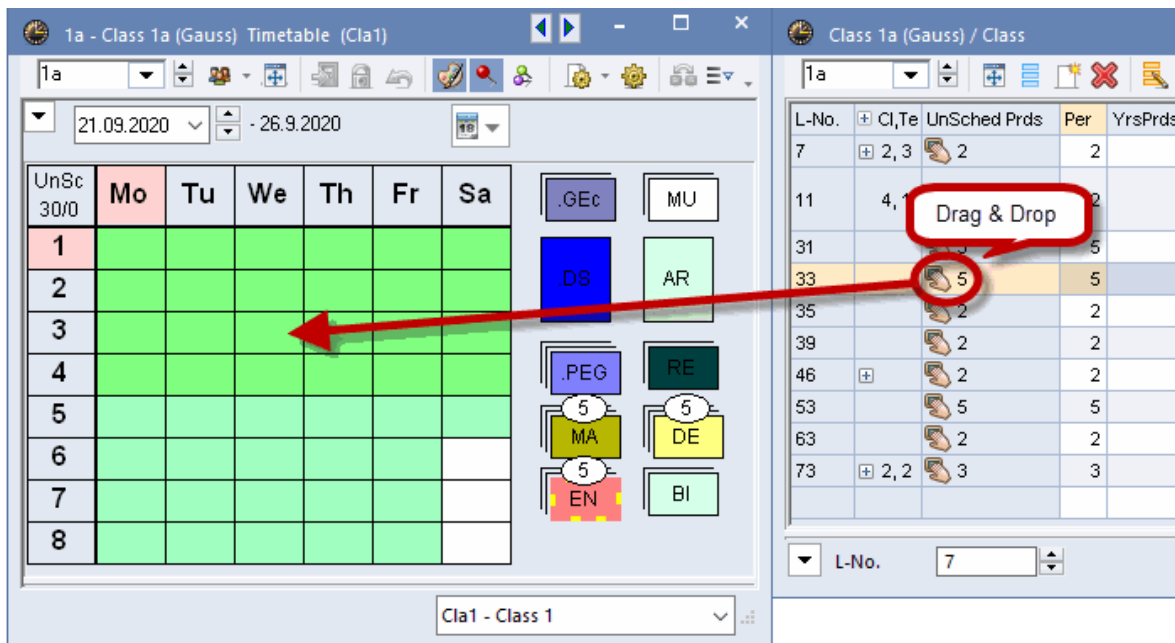 1a - Class 1a (Gauss) Timetable (Cla1)
1a
21.09.2020 - 26.9.2020
18
UnSc
30/0
Mo Tu We Th Fr Sa
1
2
3
4
5
6
7
8
.GEc MU
.DS AR
.PEG RE
5 5
MA DE
5
EN BI
Cla1 - Class 1
Class 1a (Gauss) / Class
1a
L-No. Cl,Te UnSched Prds Per YrsPrds
7 2, 3 2 2
11 4, 1 2
Drag & Drop
31 5
33 5 5
35 2 2
39 2 2
46 2 2
53 5 5
63 2 2
73 2, 2 3 3
L-No. 7